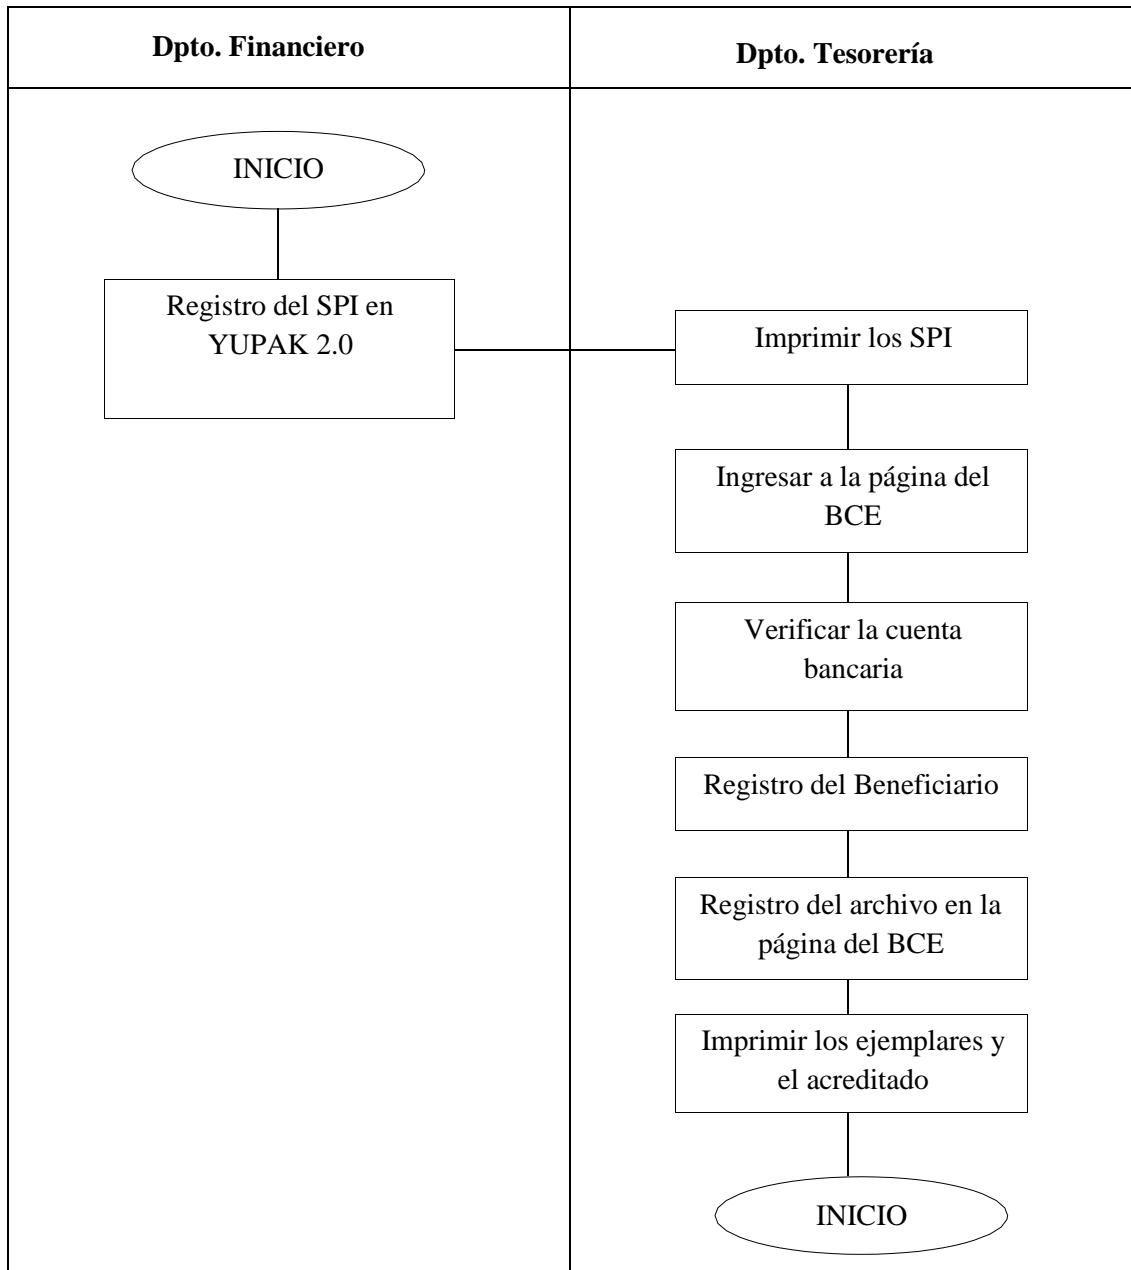 Dpto. Financiero
Dpto. Tesorería
INICIO
Registro del SPI en
YUPAK 2.0
Imprimir los SPI
Ingresar a la página del
BCE
Verificar la cuenta
bancaria
Registro del Beneficiario
Registro del archivo en la
página del BCE
Imprimir los ejemplares y
el acreditado
INICIO